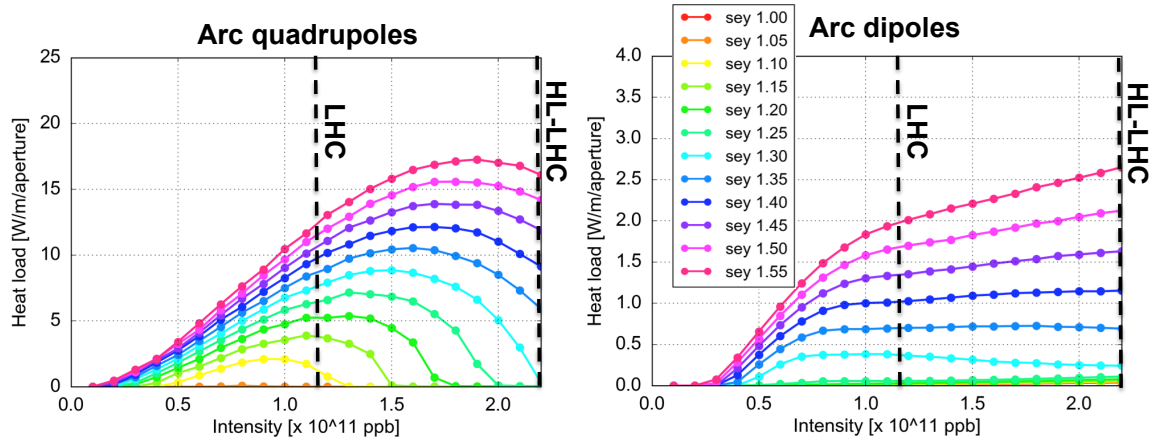 Arc quadrupoles
25
20
15
10
5
0
0.0 0.5 1.0 1.5 2.0
Heat load [W/m/aperture]
Intensity [x 10^11 ppb]
LHC
HL-LHC
Arc dipoles
sey 1.00
sey 1.05
sey 1.10
sey 1.15
sey 1.20
sey 1.25
sey 1.30
sey 1.35
sey 1.40
sey 1.45
sey 1.50
sey 1.55
4.0
3.5
3.0
2.5
2.0
1.5
1.0
0.5
0.0
0.0 0.5 1.0 1.5 2.0
Heat load [W/m/aperture]
Intensity [x 10^11 ppb]
LHC
HL-LHC